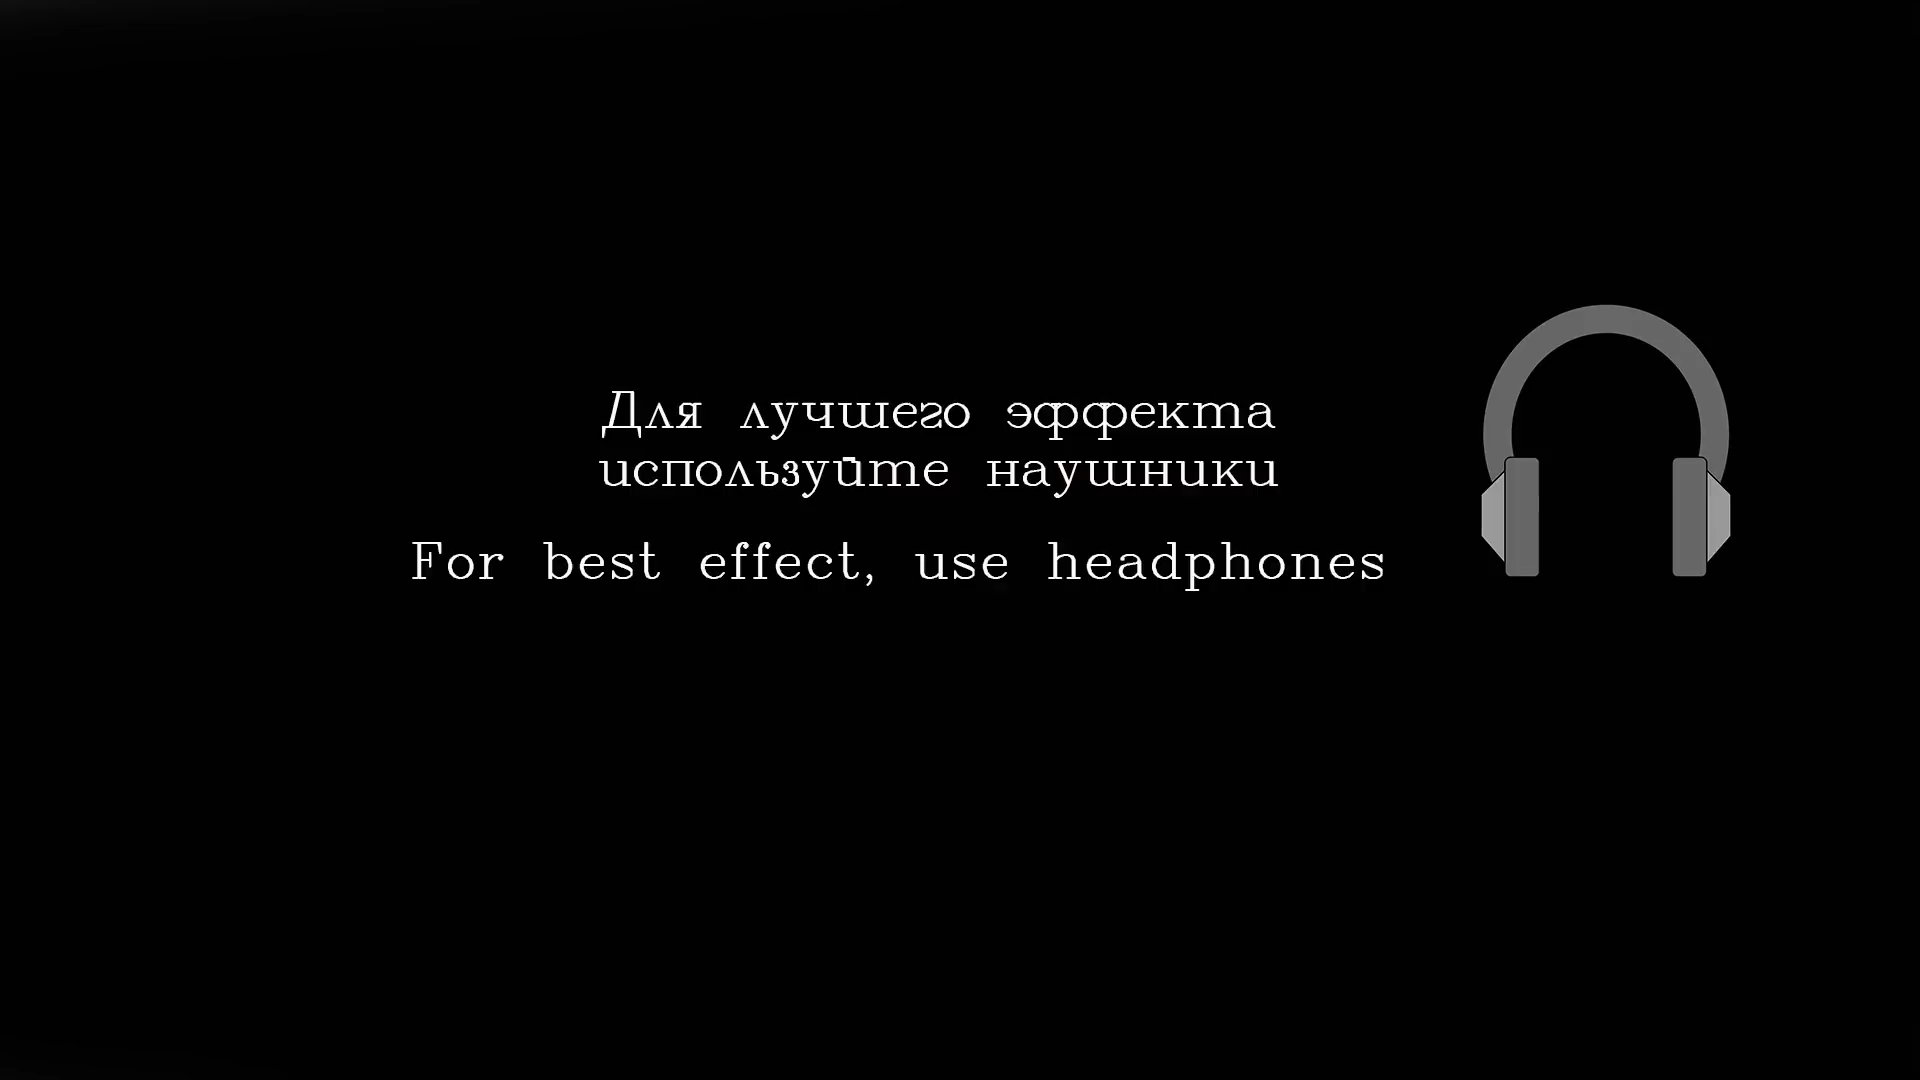 Для лучшего эффекта
используйте наушники
For best effect, use headphones